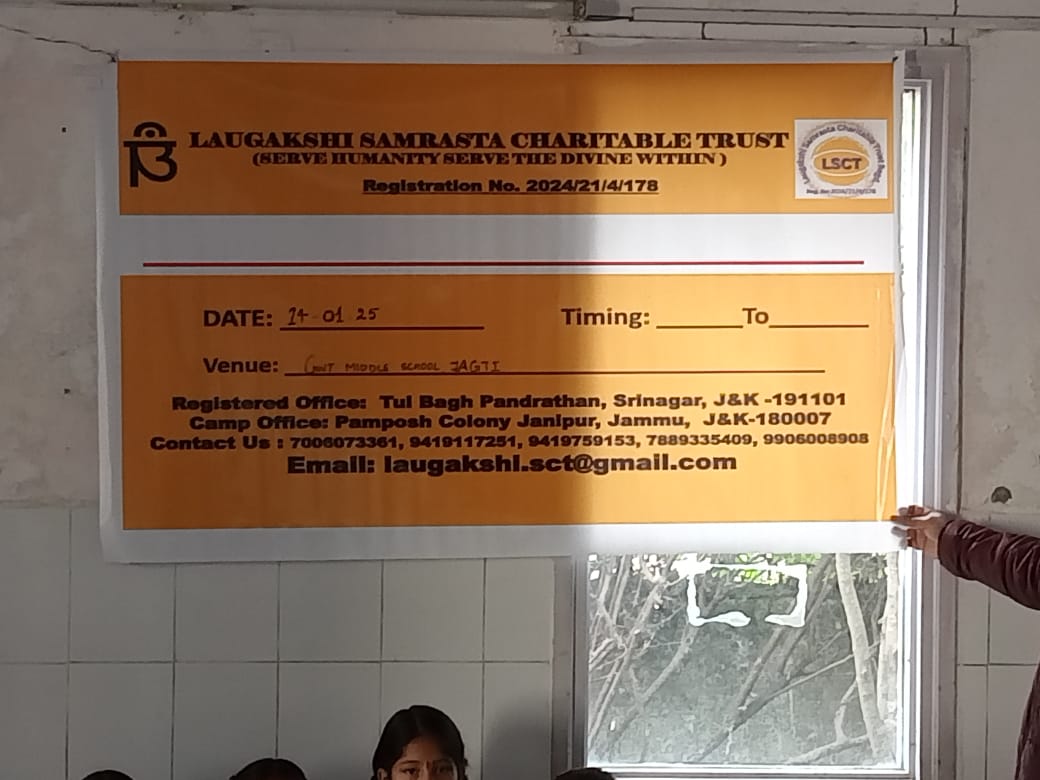 LAUGAKSHI SAMRASTA CHARITABLE TRUST
(SERVE HUMANITY SERVE THE DIVINE WITHIN)
Registration No. 2024/21/4/178
LSCT
DATE: 24-01 25
Timing: ______To______
Venue: GOVT MIDDLE SCHOOL JAGTI
Registered Office: Tul Bagh Pandrathan, Srinagar, J&K -191101
Camp Office: Pamposh Colony Janipur, Jammu, J&K-180007
Contact Us : 7006073361, 9419117251, 9419759153, 7889335409, 9906008908
Email: laugakshi.sct@gmail.com